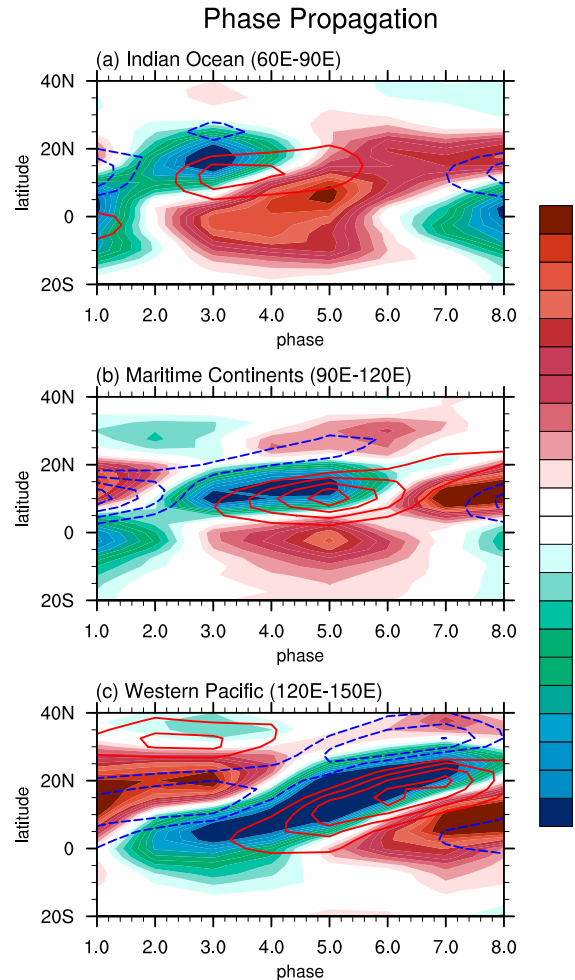 Phase Propagation
(a) Indian Ocean (60E-90E)
40N
20N
0
20S
latitude
1.0 2.0 3.0 4.0 5.0 6.0 7.0 8.0
phase
(b) Maritime Continents (90E-120E)
40N
20N
0
20S
latitude
1.0 2.0 3.0 4.0 5.0 6.0 7.0 8.0
phase
(c) Western Pacific (120E-150E)
40N
20N
0
20S
latitude
1.0 2.0 3.0 4.0 5.0 6.0 7.0 8.0
phase